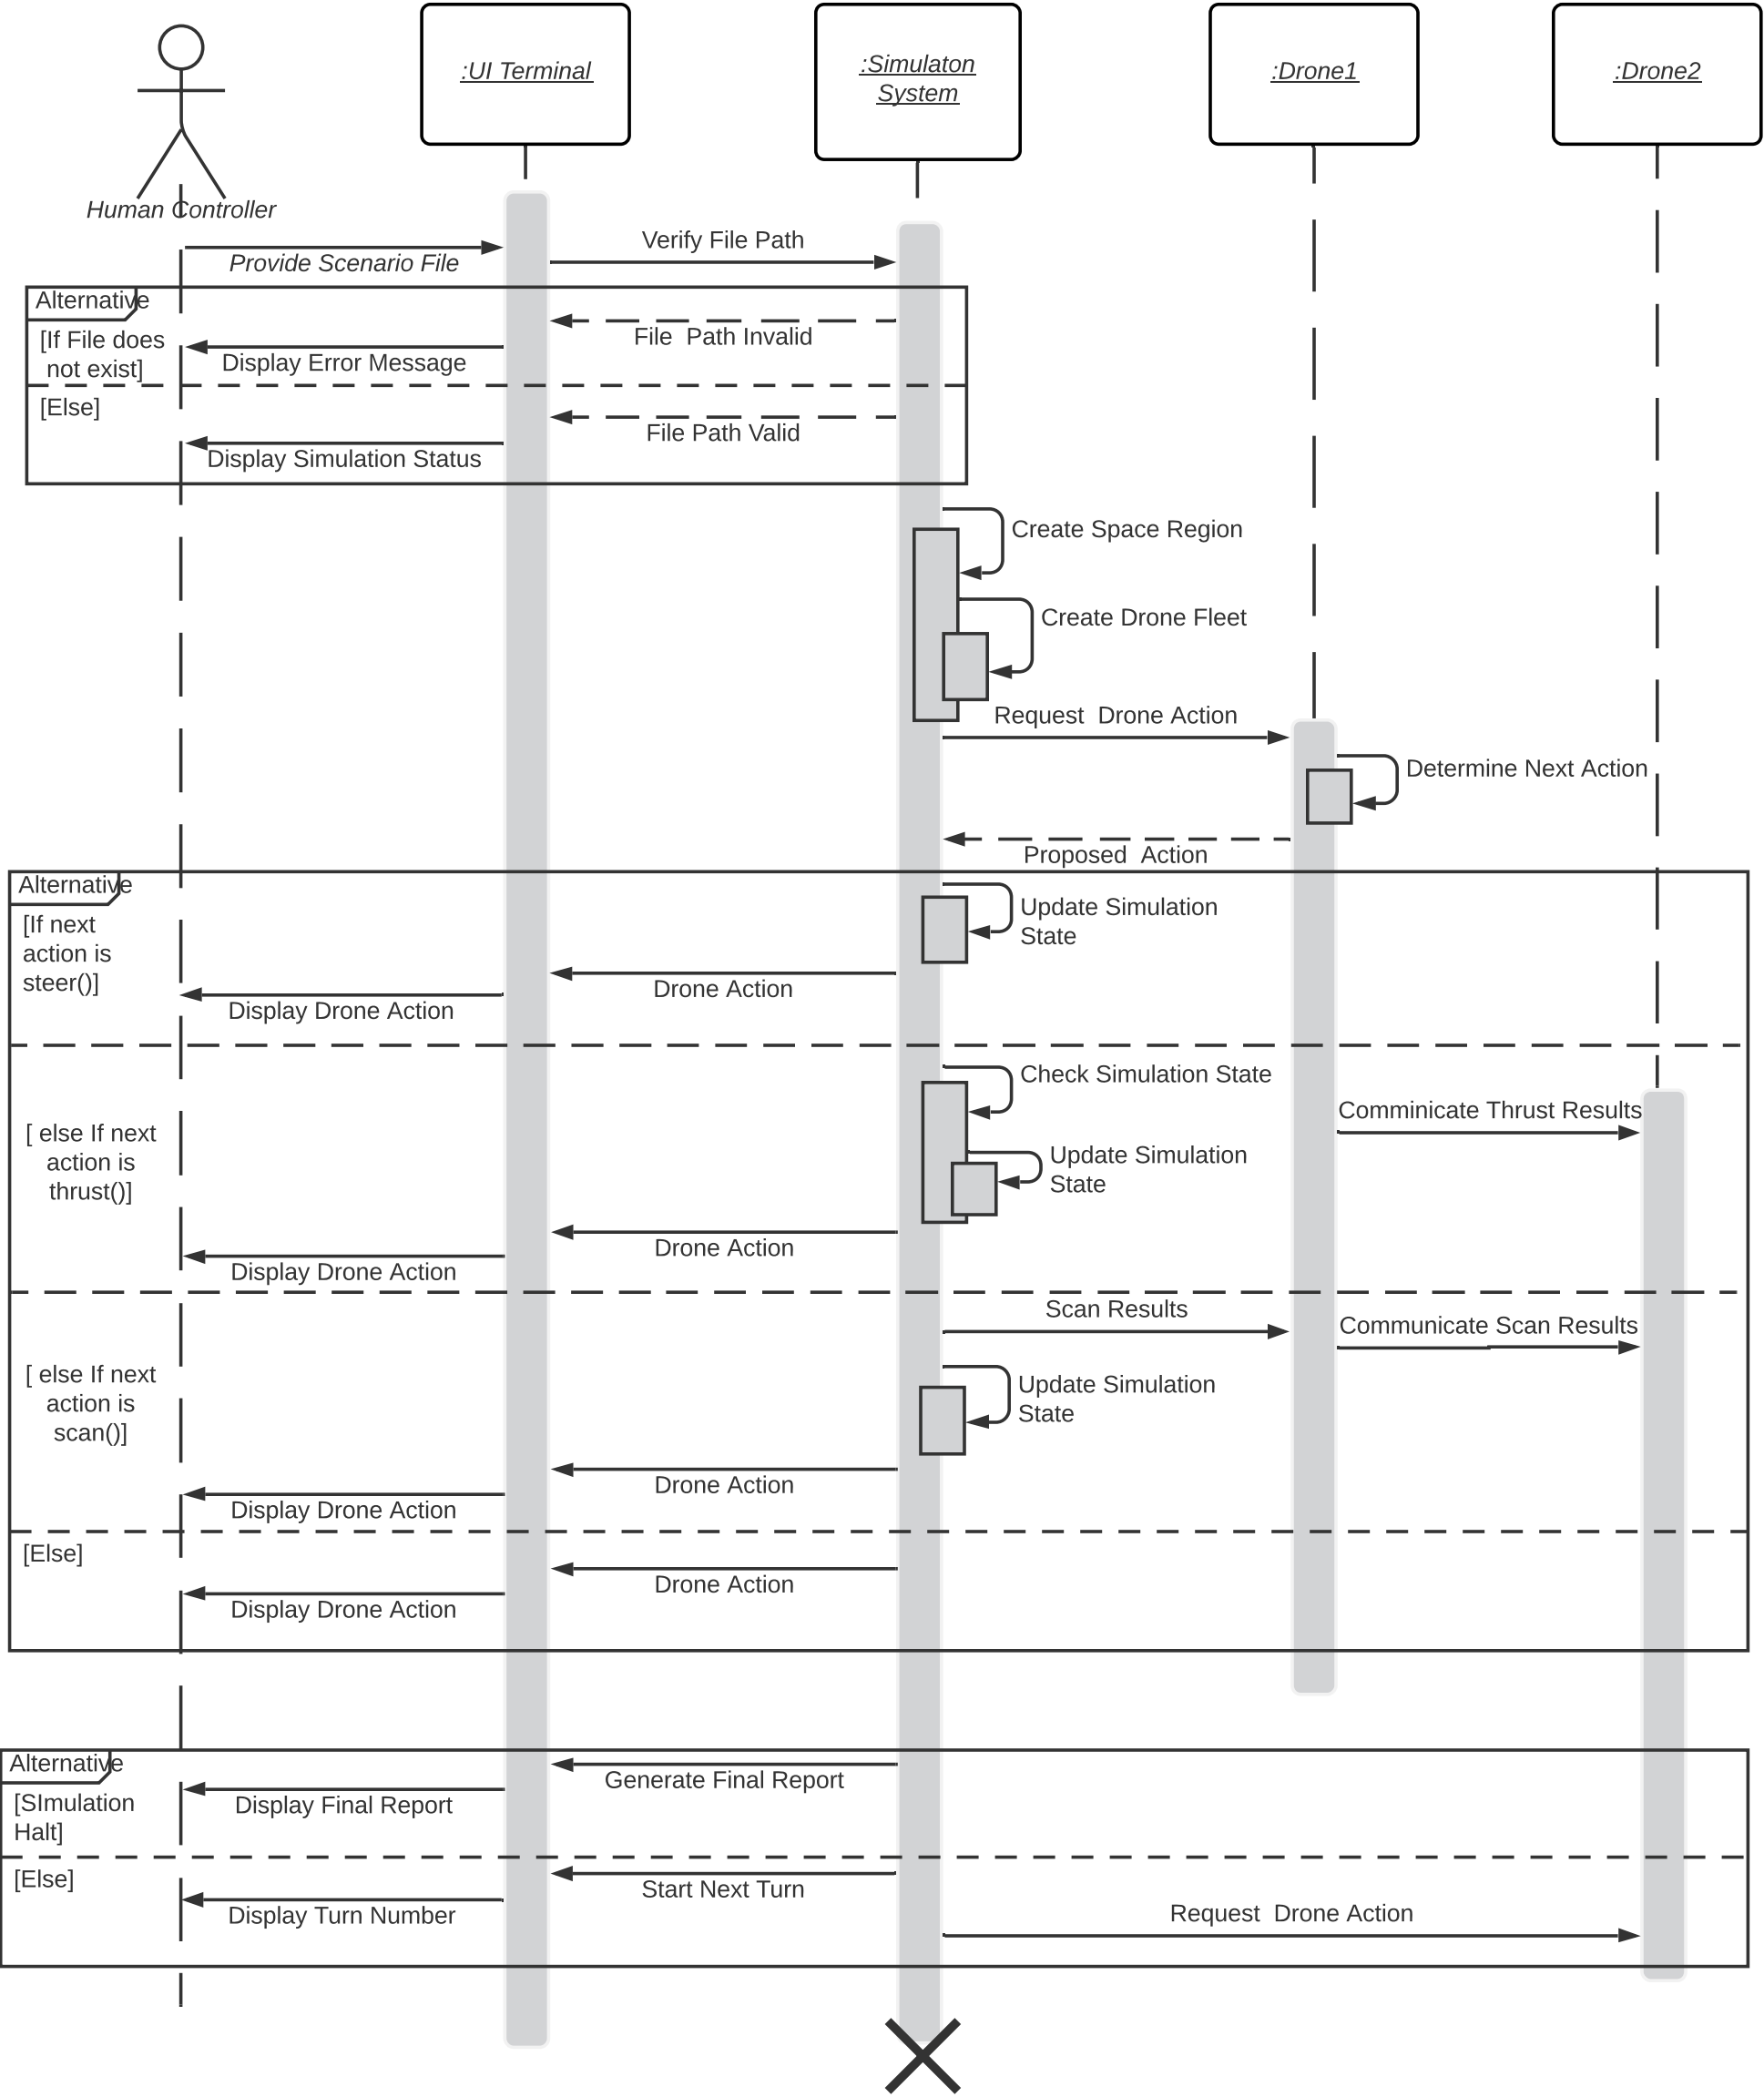 :UI Terminal
:Simulaton
System
:Drone1
:Drone2
Human Controller
Verify File Path
Provide Scenario File
Alternative
[If File does
not exist]
File  Path Invalid
Display Error Message
[Else]
File Path Valid
Display Simulation Status
Create Space Region
Create Drone Fleet
Request  Drone Action
Determine Next Action
Proposed  Action
Alternative
[If next
action is
steer()]
Update Simulation
State
Drone Action
Display Drone Action
Check Simulation State
Comminicate Thrust Results
[ else If next
action is
thrust()]
Update Simulation
State
Drone Action
Display Drone Action
Scan Results
Communicate Scan Results
[ else If next
action is
scan()]
Update Simulation
State
Drone Action
Display Drone Action
[Else]
Drone Action
Display Drone Action
Alternative
[SImulation
Halt]
Generate Final Report
Display Final Report
[Else]
Start Next Turn
Display Turn Number
Request  Drone Action